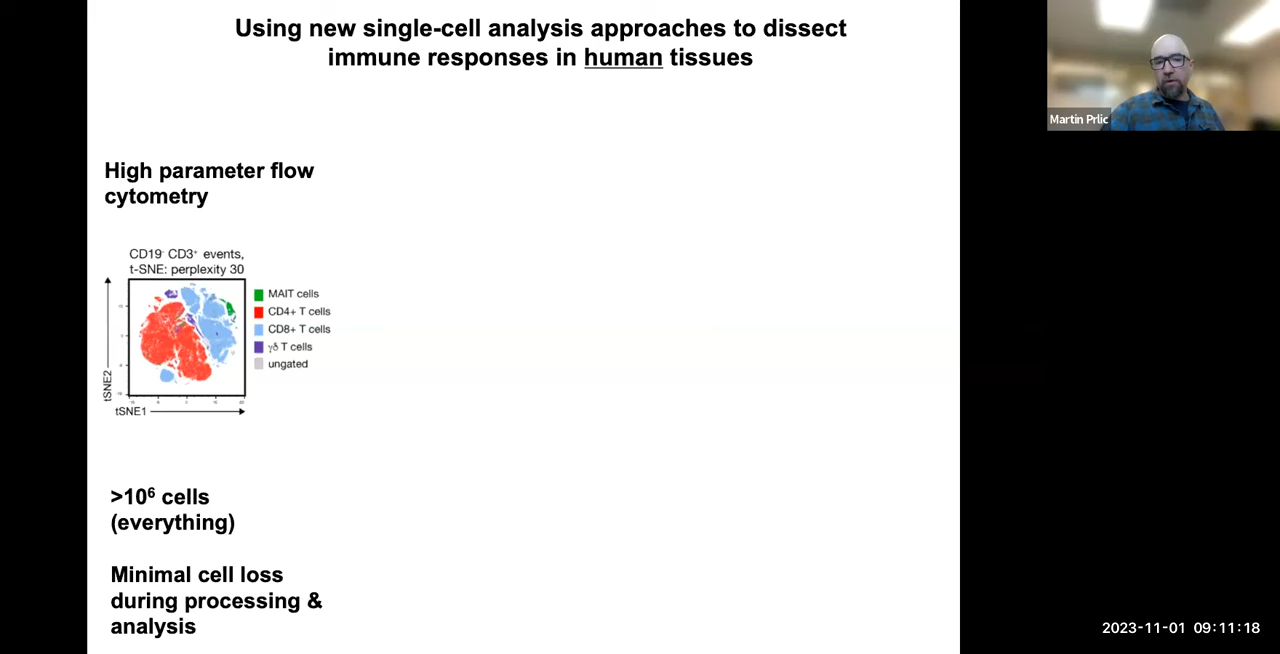 Using new single-cell analysis approaches to dissect
immune responses in human tissues
Martin Prlic
High parameter flow
cytometry
CD19- CD3+ events,
t-SNE: perplexity 30
MAIT cells
CD4+ T cells
CD8+ T cells
γδ T cells
ungated
tSNE2
tSNE1
>10⁶ cells
(everything)
Minimal cell loss
during processing &
analysis
2023-11-01 09:11:18